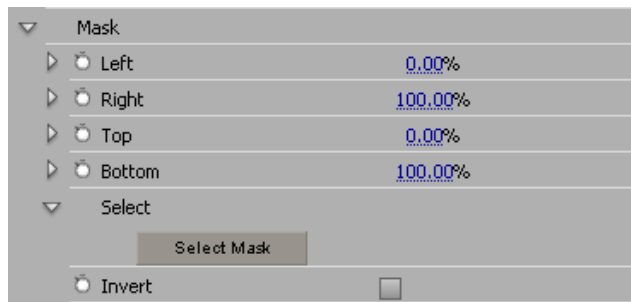 Mask
Left 0.00%
Right 100.00%
Top 0.00%
Bottom 100.00%
Select
Select Mask
Invert